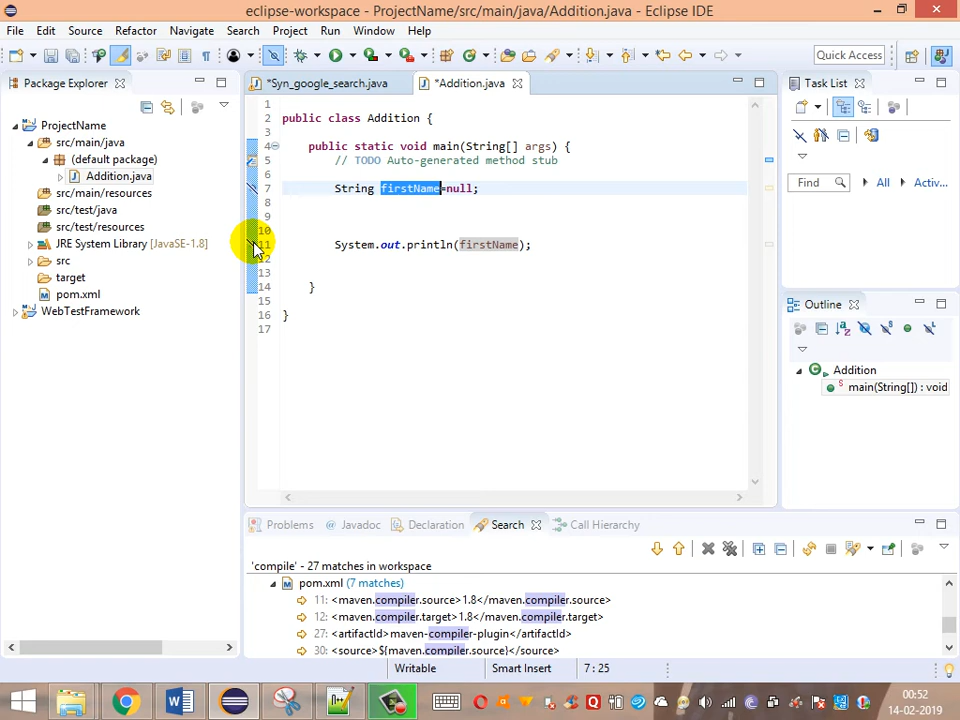 eclipse-workspace - ProjectName/src/main/java/Addition.java - Eclipse IDE
File Edit Source Refactor Navigate Search Project Run Window Help
Quick Access
Package Explorer
ProjectName
src/main/java
(default package)
Addition.java
src/main/resources
src/test/java
src/test/resources
JRE System Library [JavaSE-1.8]
src
target
pom.xml
WebTestFramework
*Syn_google_search.java
*Addition.java
1
2 public class Addition {
3
4 public static void main(String[] args) {
5 // TODO Auto-generated method stub
6
7 String firstName=null;
8
9
10
11 System.out.println(firstName);
12
13
14 }
15
16 }
17
Task List
Find
All
Activ...
Outline
Addition
main(String[]) : void
Problems
@ Javadoc
Declaration
Search
Call Hierarchy
'compile' - 27 matches in workspace
pom.xml (7 matches)
11: <maven.compiler.source>1.8</maven.compiler.source>
12: <maven.compiler.target>1.8</maven.compiler.target>
27: <artifactId>maven-compiler-plugin</artifactId>
30: <source>${maven.compiler.source}</source>
Writable
Smart Insert
7 : 25
00:52
14-02-2019